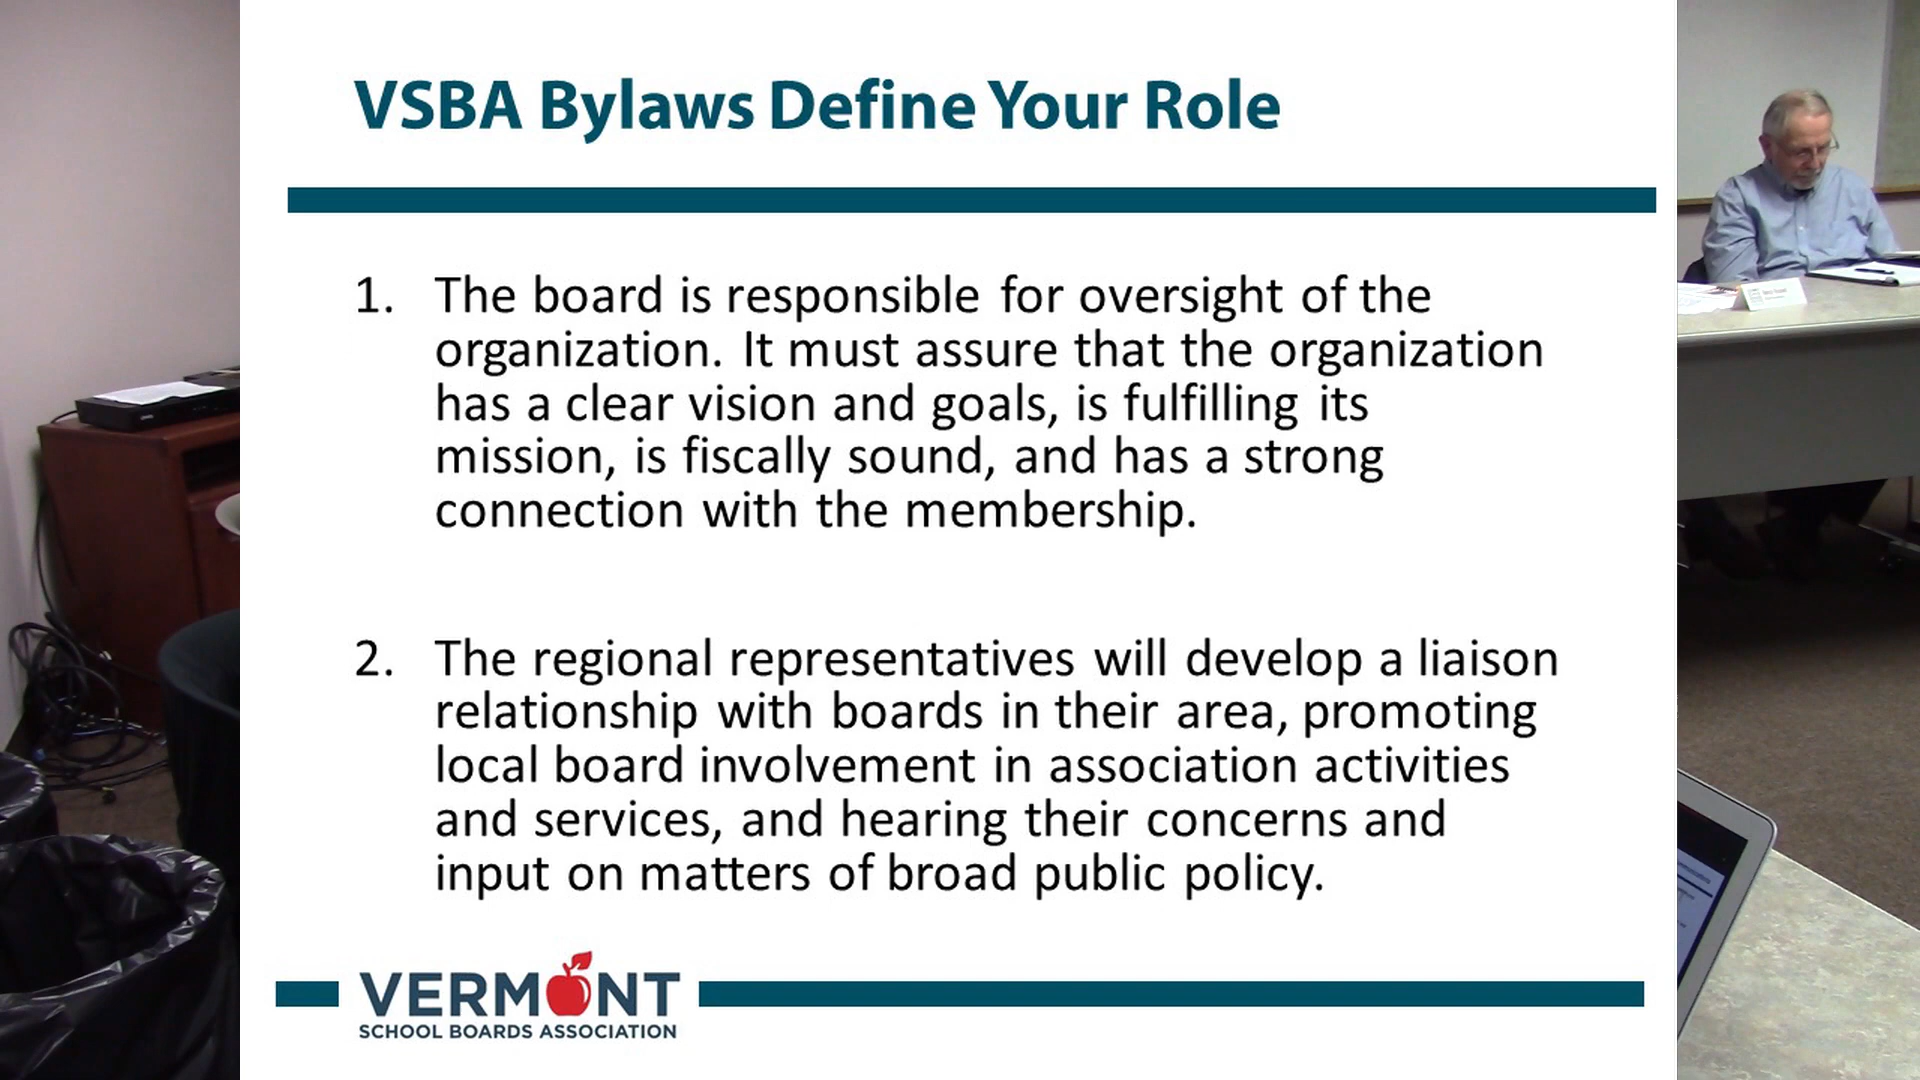 VSBA Bylaws Define Your Role
1. The board is responsible for oversight of the
organization. It must assure that the organization
has a clear vision and goals, is fulfilling its
mission, is fiscally sound, and has a strong
connection with the membership.
2. The regional representatives will develop a liaison
relationship with boards in their area, promoting
local board involvement in association activities
and services, and hearing their concerns and
input on matters of broad public policy.
VERMONT
SCHOOL BOARDS ASSOCIATION